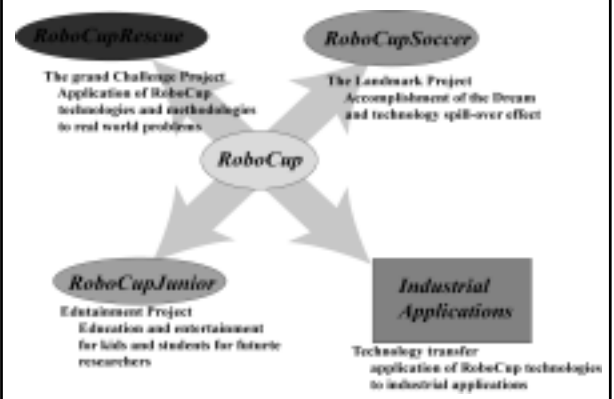 RoboCupRescue
The grand Challenge Project
Application of RoboCup
technologies and methodologies
to real world problems
RoboCupSoccer
The Landmark Project
Accomplishment of the Dream
and technology spill-over effect
RoboCup
RoboCupJunior
Edutainment Project
Education and entertainment
for kids and students for futurte
researchers
Industrial
Applications
Technology transfer
application of RoboCup technologies
to industrial applications